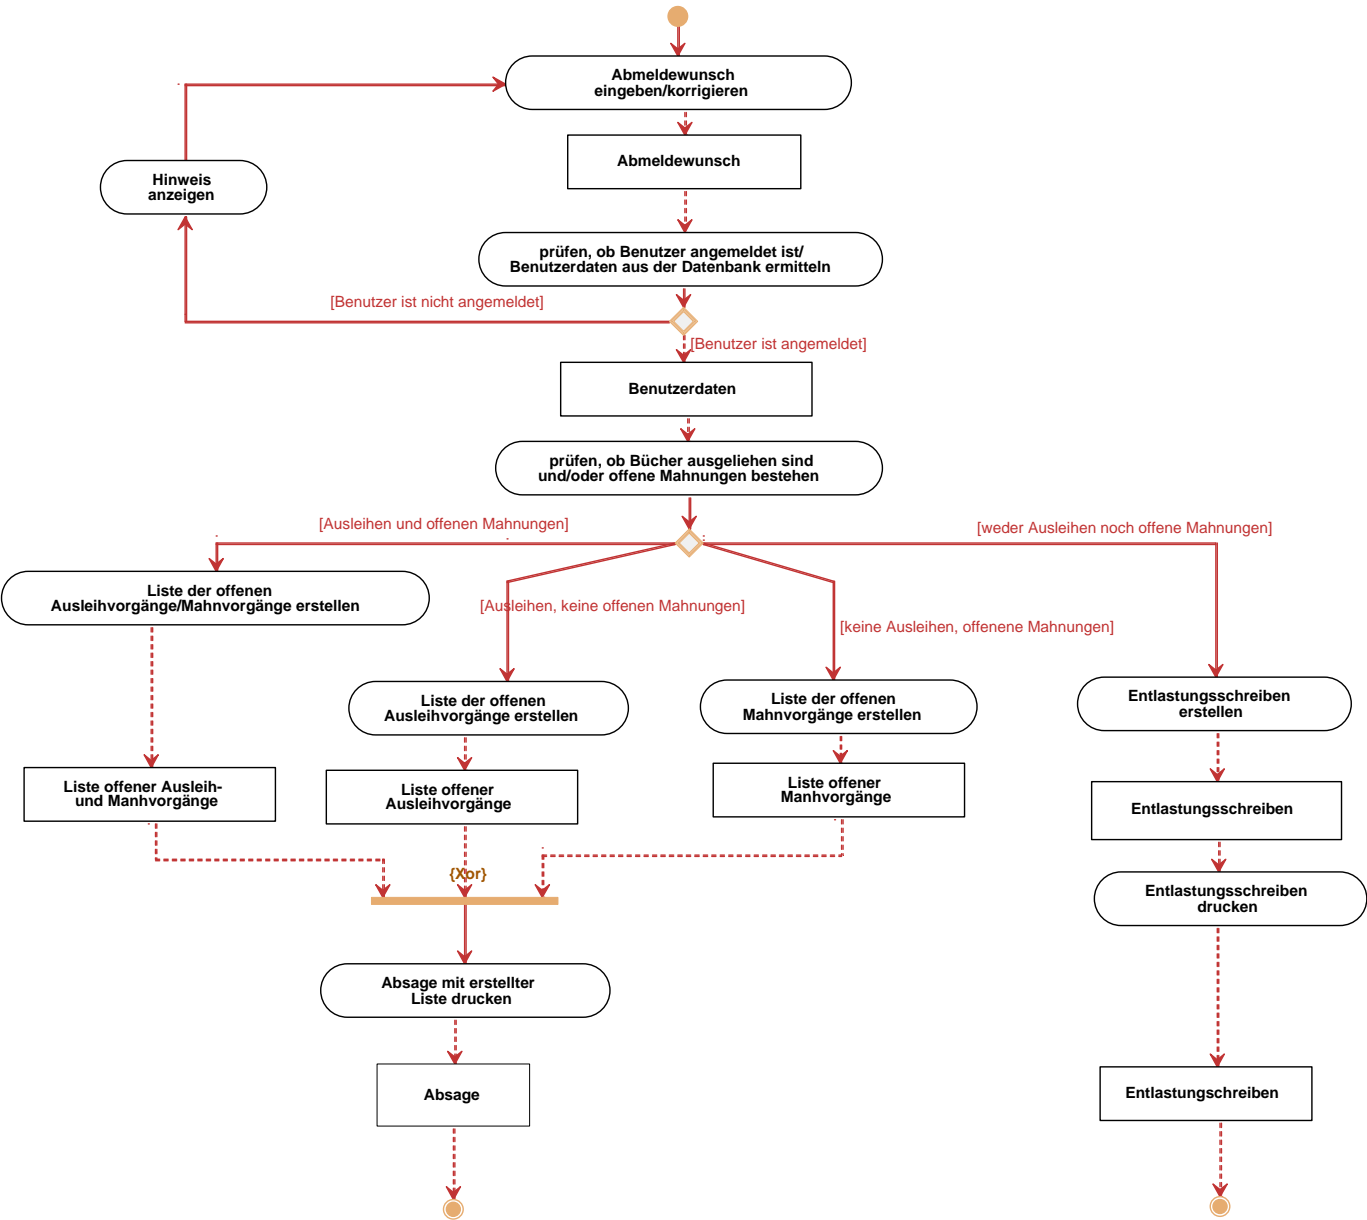 Abmeldewunsch
eingeben/korrigieren
Abmeldewunsch
Hinweis
anzeigen
prüfen, ob Benutzer angemeldet ist/
Benutzerdaten aus der Datenbank ermitteln
[Benutzer ist nicht angemeldet]
[Benutzer ist angemeldet]
Benutzerdaten
prüfen, ob Bücher ausgeliehen sind
und/oder offene Mahnungen bestehen
[Ausleihen und offenen Mahnungen]
[weder Ausleihen noch offene Mahnungen]
Liste der offenen
Ausleihvorgänge/Mahnvorgänge erstellen
[Ausleihen, keine offenen Mahnungen]
[keine Ausleihen, offenene Mahnungen]
Liste der offenen
Ausleihvorgänge erstellen
Liste der offenen
Mahnvorgänge erstellen
Entlastungsschreiben
erstellen
Liste offener Ausleih-
und Manhvorgänge
Liste offener
Ausleihvorgänge
Liste offener
Manhvorgänge
Entlastungsschreiben
{Xor}
Entlastungsschreiben
drucken
Absage mit erstellter
Liste drucken
Absage
Entlastungschreiben